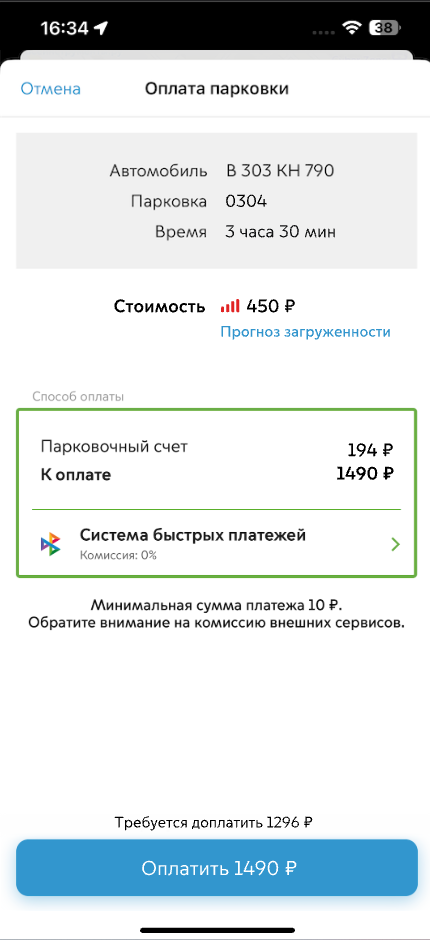 16:34
38
Отмена
Оплата парковки
Автомобиль В 303 КН 790
Парковка 0304
Время 3 часа 30 мин
Стоимость 450 ₽
Прогноз загруженности
Способ оплаты
Парковочный счет 194 ₽
К оплате 1490 ₽
Система быстрых платежей
Комиссия: 0%
Минимальная сумма платежа 10 ₽.
Обратите внимание на комиссию внешних сервисов.
Требуется доплатить 1296 ₽
Оплатить 1490 ₽